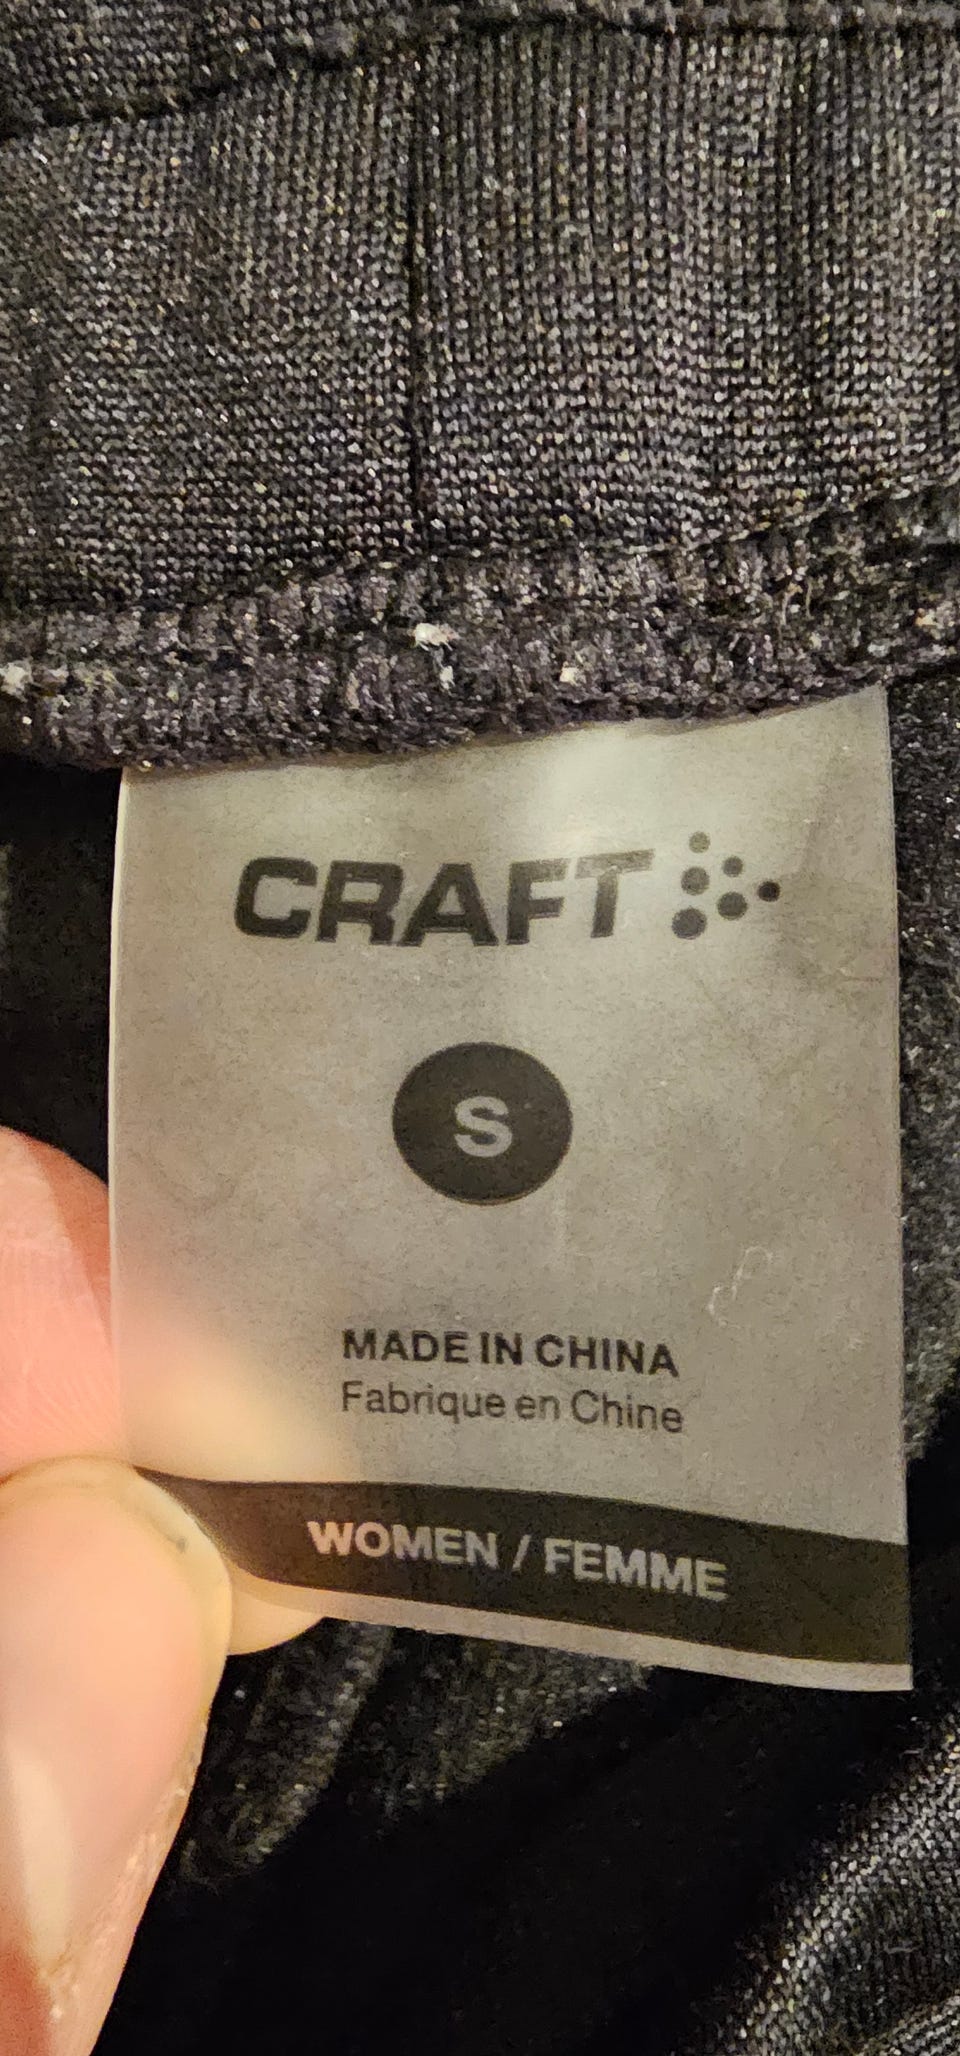 CRAFT
S
MADE IN CHINA
Fabrique en Chine
WOMEN / FEMME